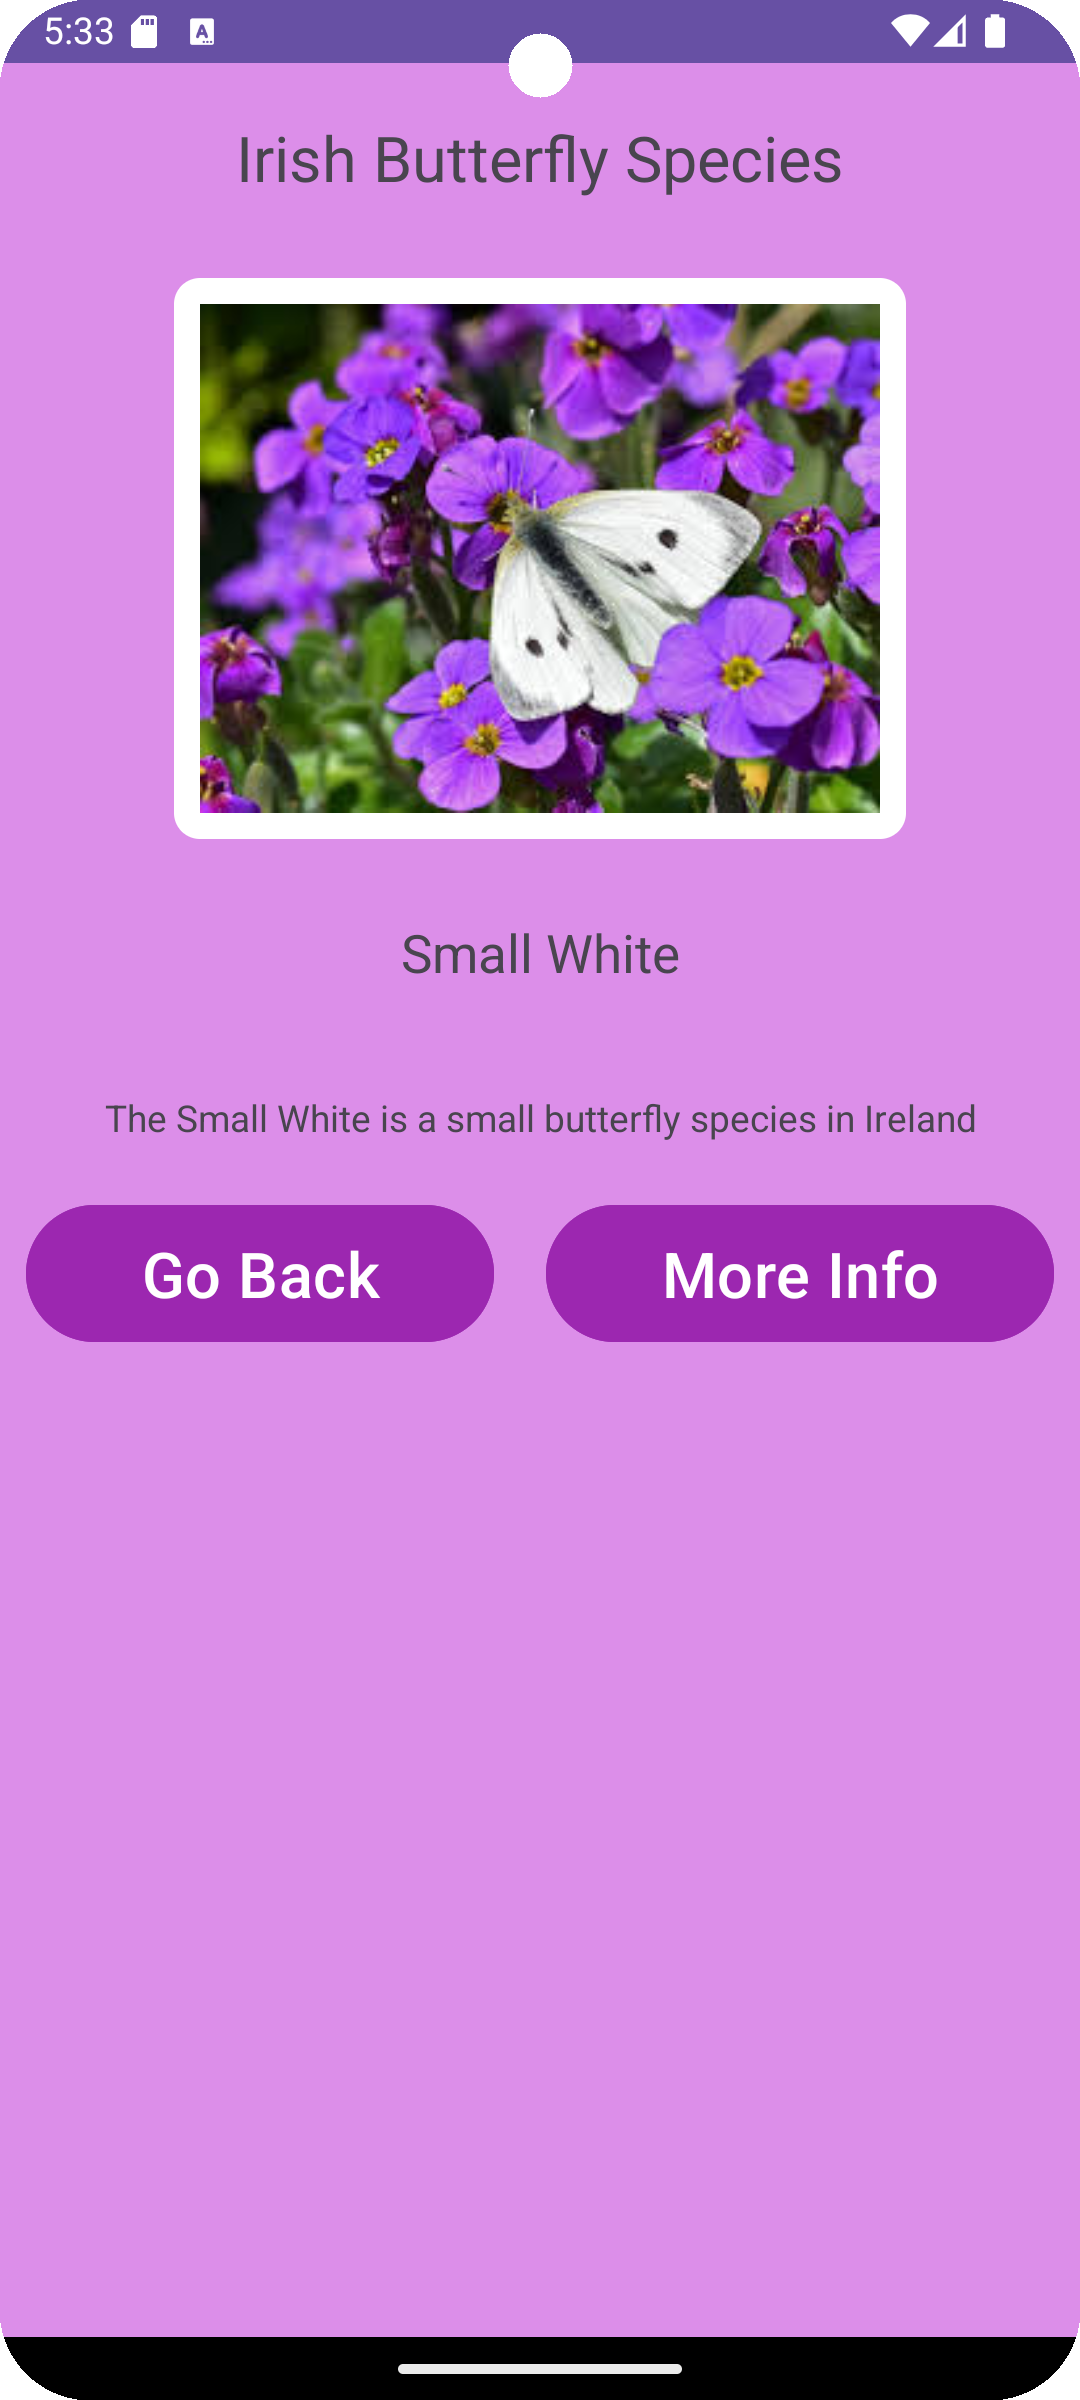 5:33
Irish Butterfly Species
Small White
The Small White is a small butterfly species in Ireland
Go Back
More Info